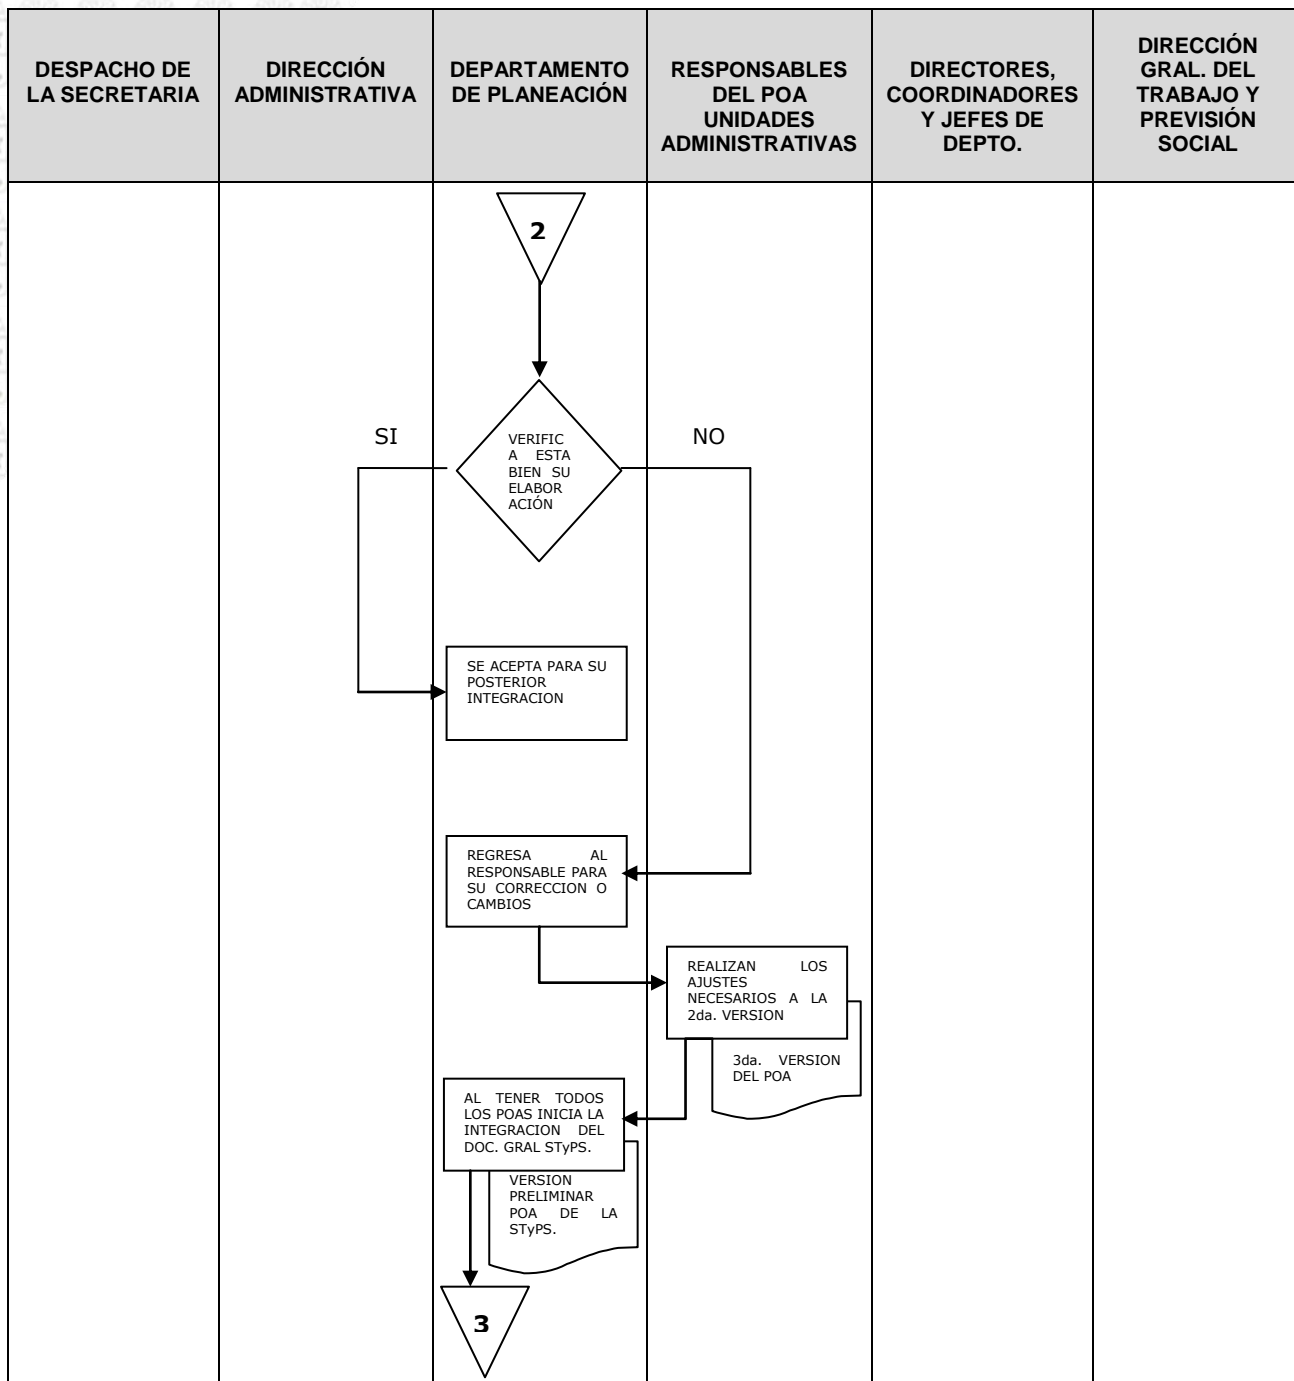 DESPACHO DE
LA SECRETARIA
DIRECCIÓN
ADMINISTRATIVA
DEPARTAMENTO
DE PLANEACIÓN
RESPONSABLES
DEL POA
UNIDADES
ADMINISTRATIVAS
DIRECTORES,
COORDINADORES
Y JEFES DE
DEPTO.
DIRECCIÓN
GRAL. DEL
TRABAJO Y
PREVISIÓN
SOCIAL
2
SI
VERIFIC
A ESTA
BIEN SU
ELABOR
ACIÓN
NO
SE ACEPTA PARA SU
POSTERIOR
INTEGRACION
REGRESA AL
RESPONSABLE PARA
SU CORRECCION O
CAMBIOS
REALIZAN LOS
AJUSTES
NECESARIOS A LA
2da. VERSION
3da. VERSION
DEL POA
AL TENER TODOS
LOS POAS INICIA LA
INTEGRACION DEL
DOC. GRAL STyPS.
VERSION
PRELIMINAR
POA DE LA
STyPS.
3